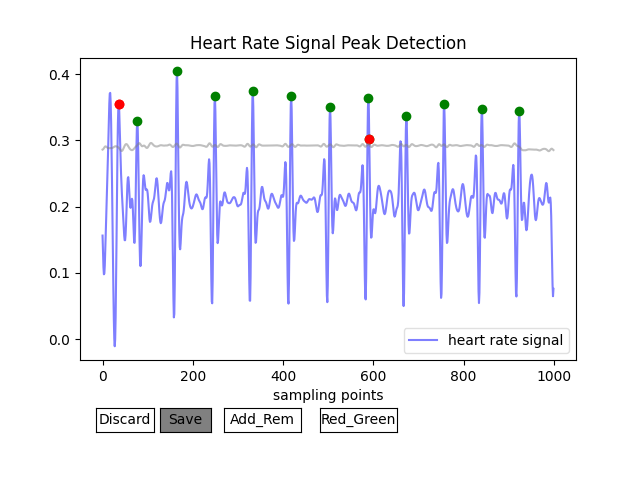 Heart Rate Signal Peak Detection
0.4
0.3
0.2
0.1
0.0
heart rate signal
0 200 400 600 800 1000
sampling points
Discard Save Add_Rem Red_Green